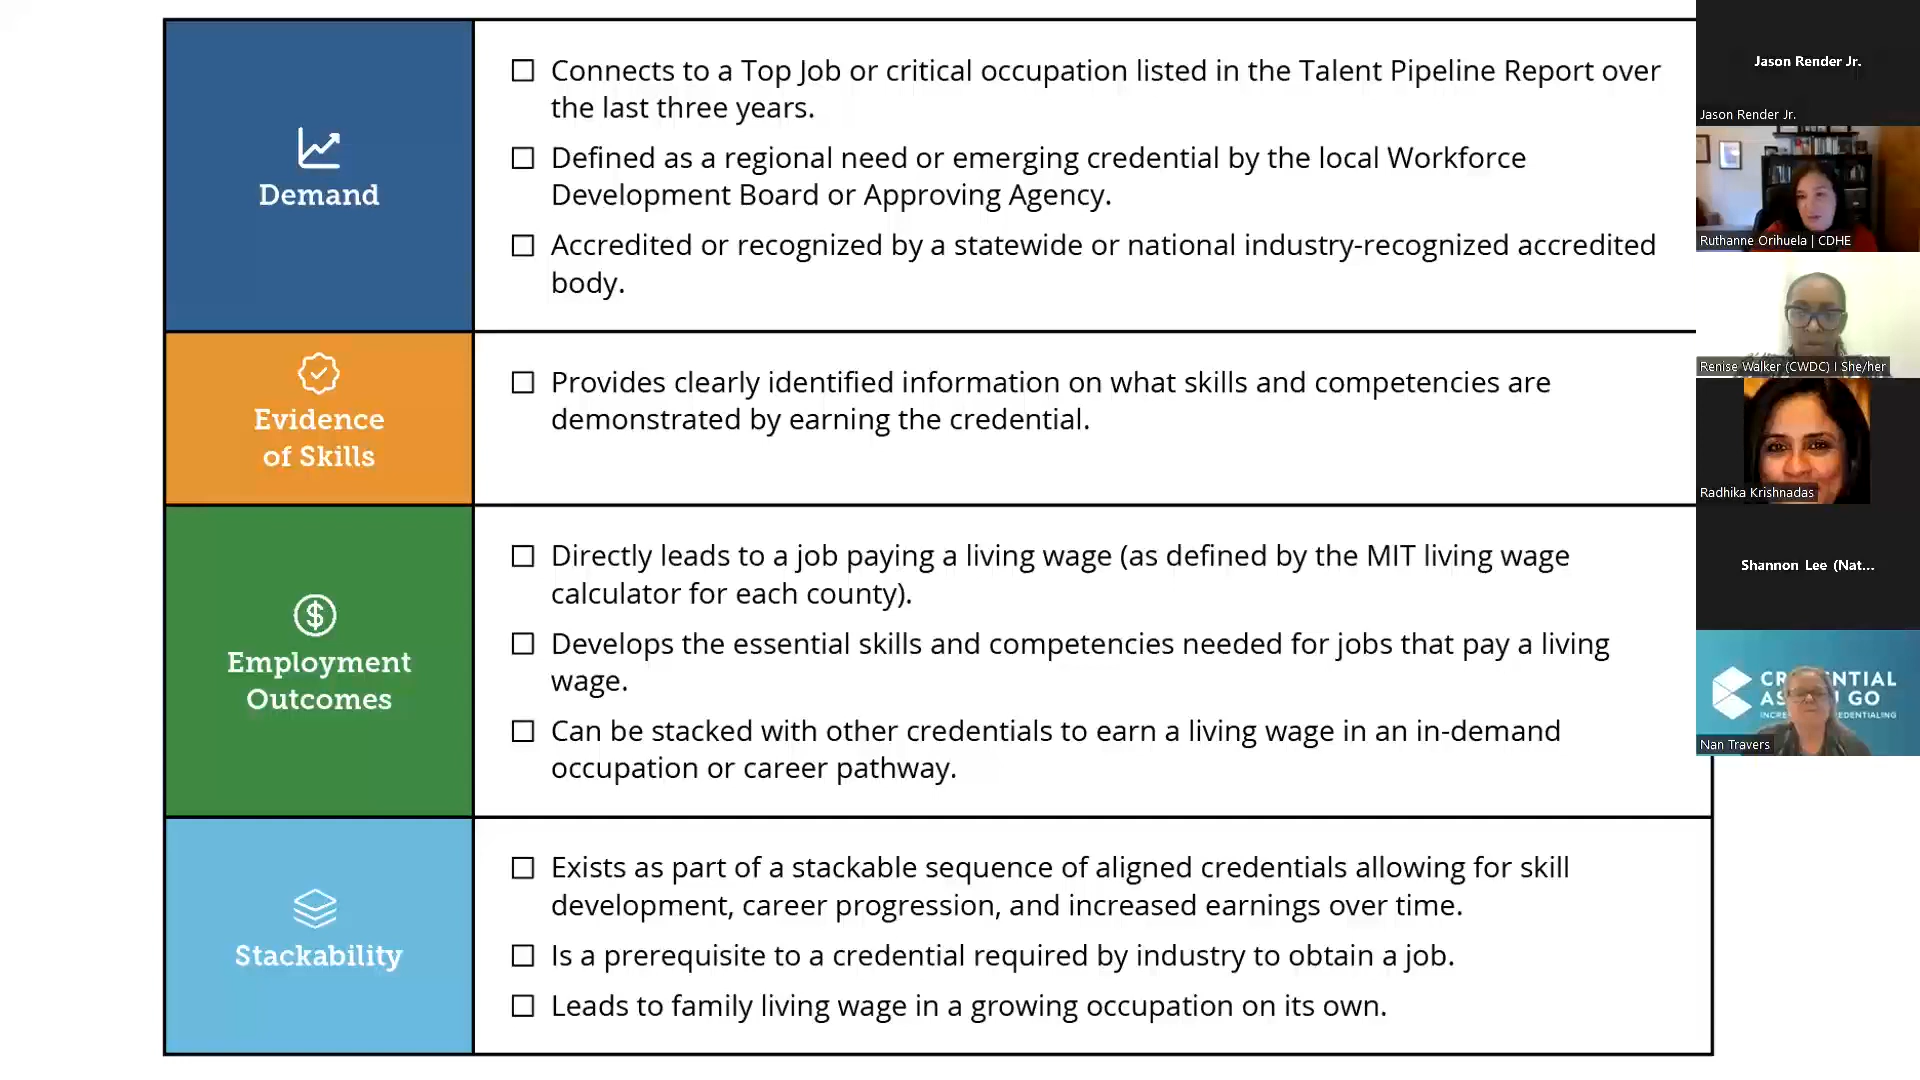 Demand
Connects to a Top Job or critical occupation listed in the Talent Pipeline Report over
the last three years.
Defined as a regional need or emerging credential by the local Workforce
Development Board or Approving Agency.
Accredited or recognized by a statewide or national industry-recognized accredited
body.
Evidence
of Skills
Provides clearly identified information on what skills and competencies are
demonstrated by earning the credential.
Employment
Outcomes
Directly leads to a job paying a living wage (as defined by the MIT living wage
calculator for each county).
Develops the essential skills and competencies needed for jobs that pay a living
wage.
Can be stacked with other credentials to earn a living wage in an in-demand
occupation or career pathway.
Stackability
Exists as part of a stackable sequence of aligned credentials allowing for skill
development, career progression, and increased earnings over time.
Is a prerequisite to a credential required by industry to obtain a job.
Leads to family living wage in a growing occupation on its own.
Jason Render Jr.
Jason Render Jr.
Ruthanne Orihuela | CDHE
Renise Walker (CWDC) I She/her
Radhika Krishnadas
Shannon Lee (Nat...
GO
Nan Travers